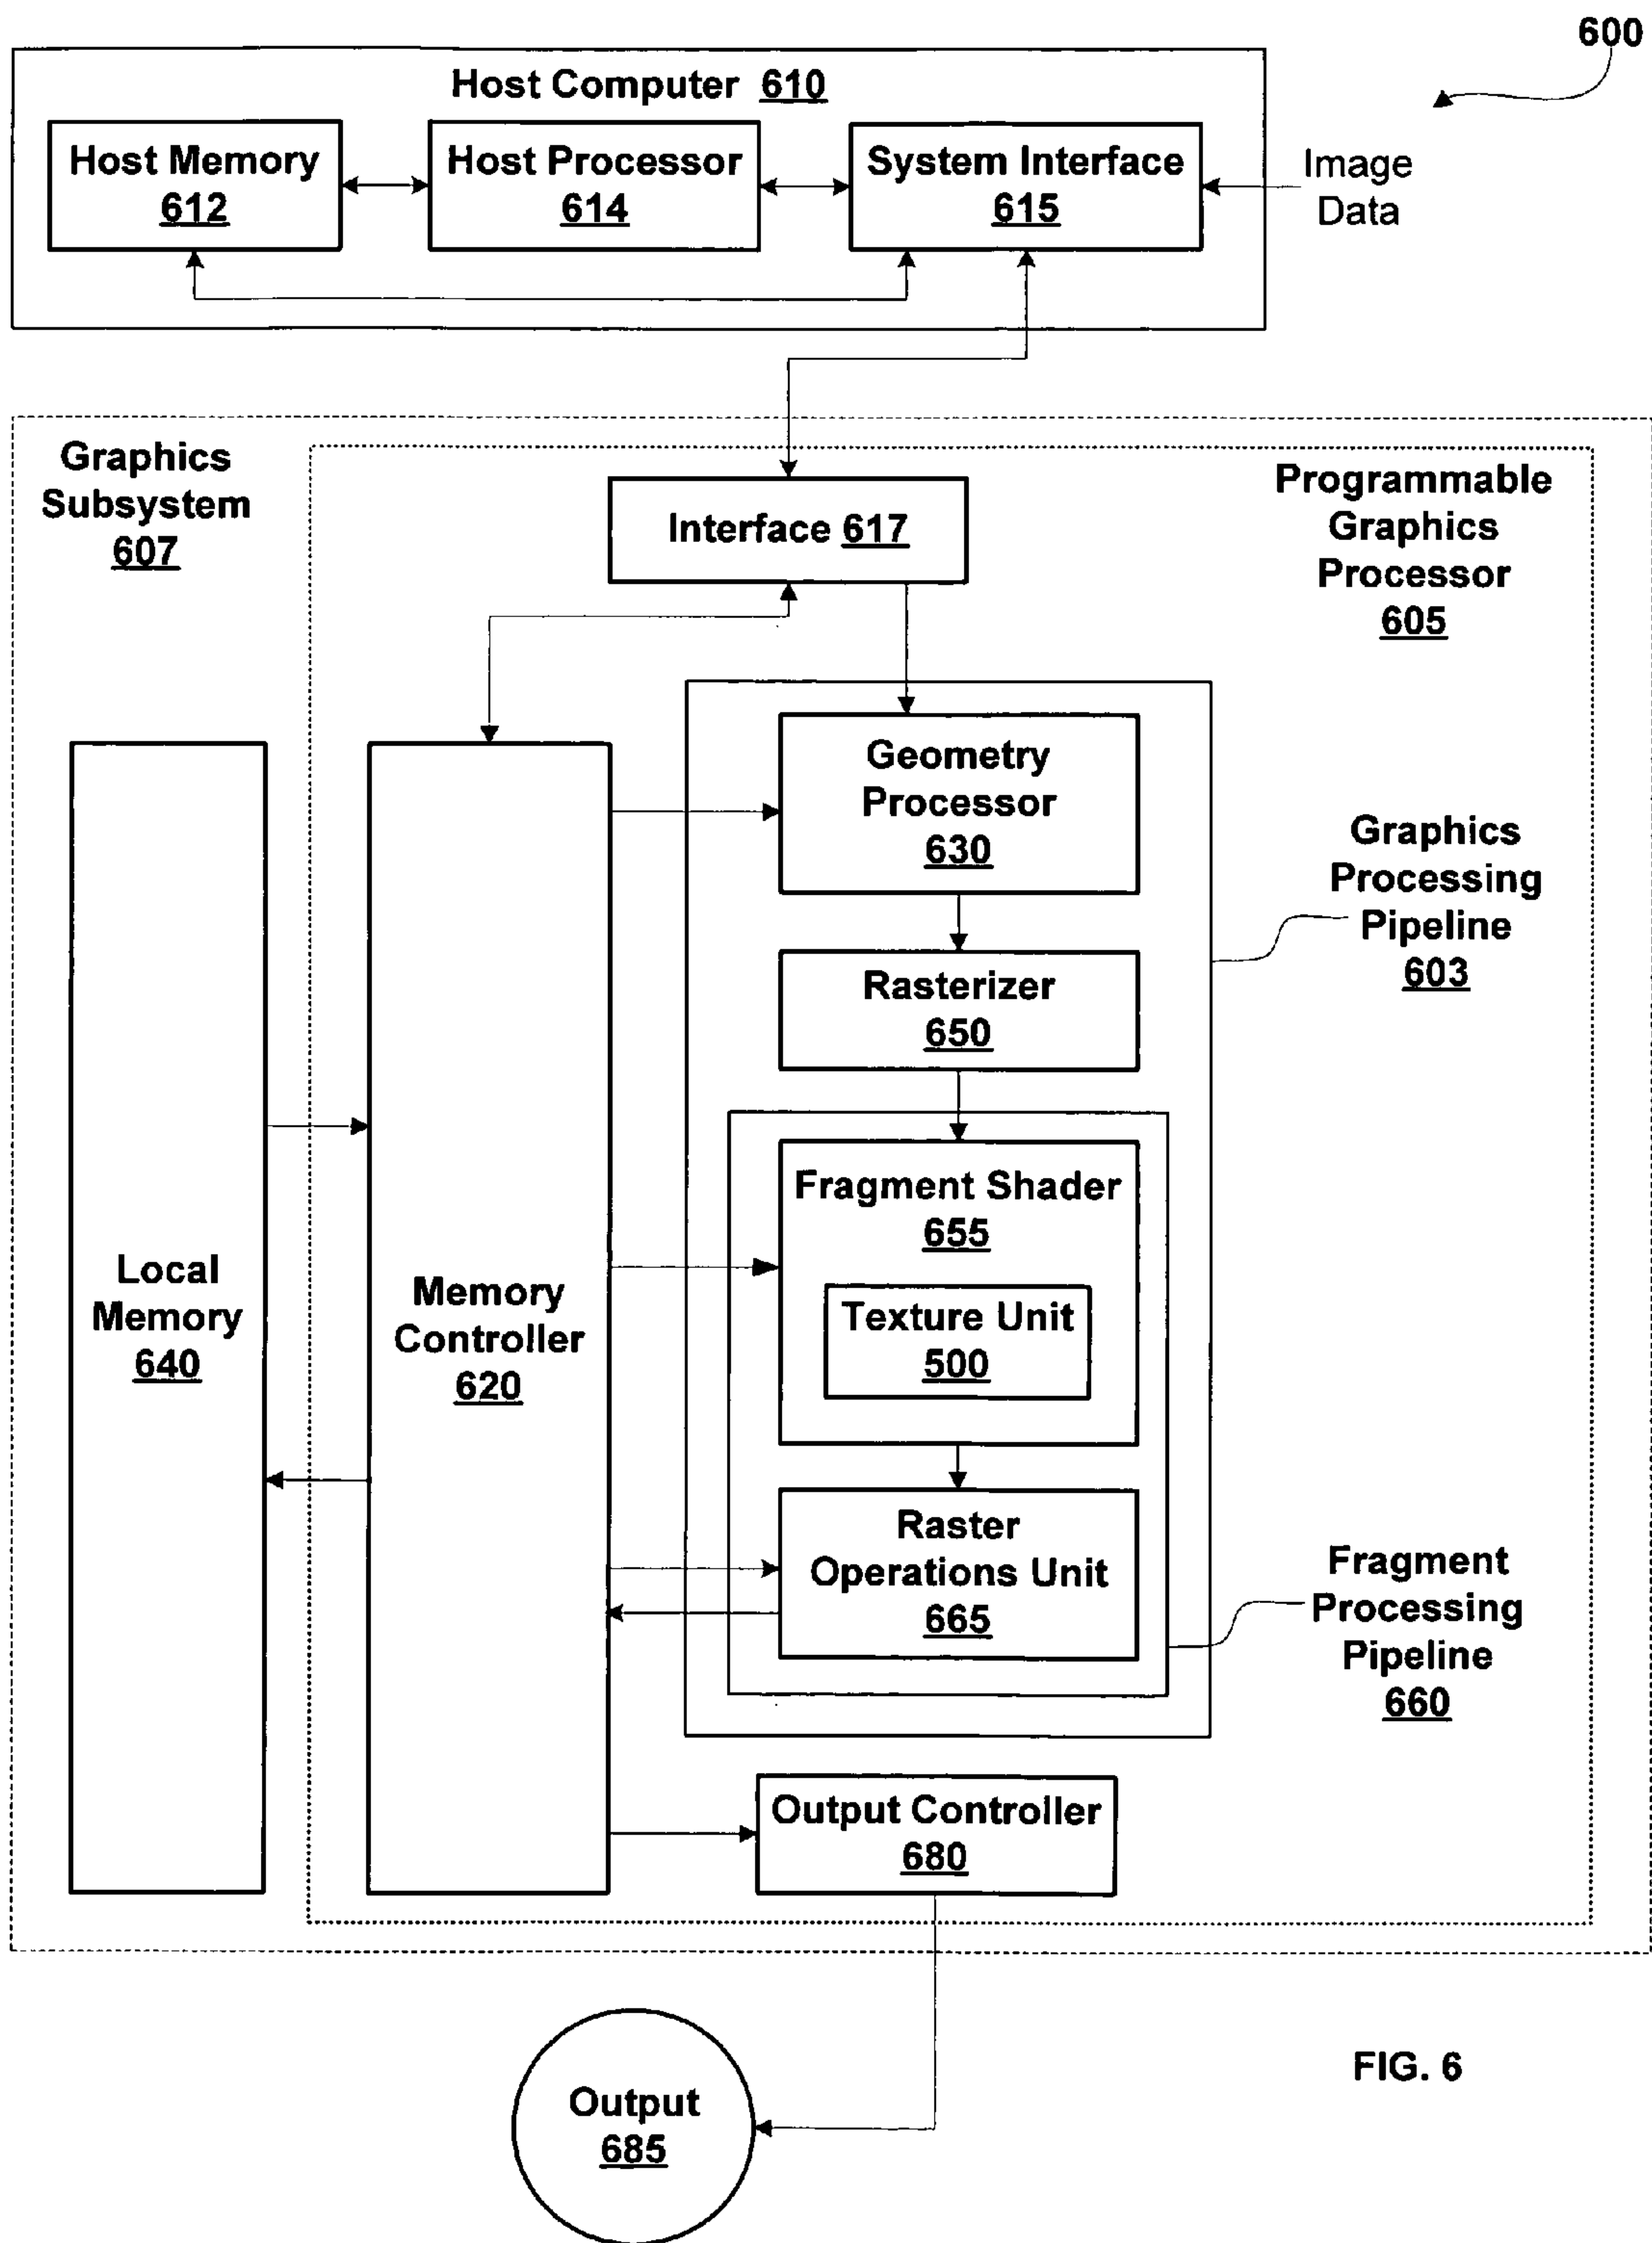 600
Host Computer 610
Host Memory
612
Host Processor
614
System Interface
615
Image
Data
Graphics
Subsystem
607
Interface 617
Programmable
Graphics
Processor
605
Geometry
Processor
630
Graphics
Processing
Pipeline
603
Rasterizer
650
Fragment Shader
655
Texture Unit
500
Local
Memory
640
Memory
Controller
620
Raster
Operations Unit
665
Fragment
Processing
Pipeline
660
Output Controller
680
Output
685
FIG. 6